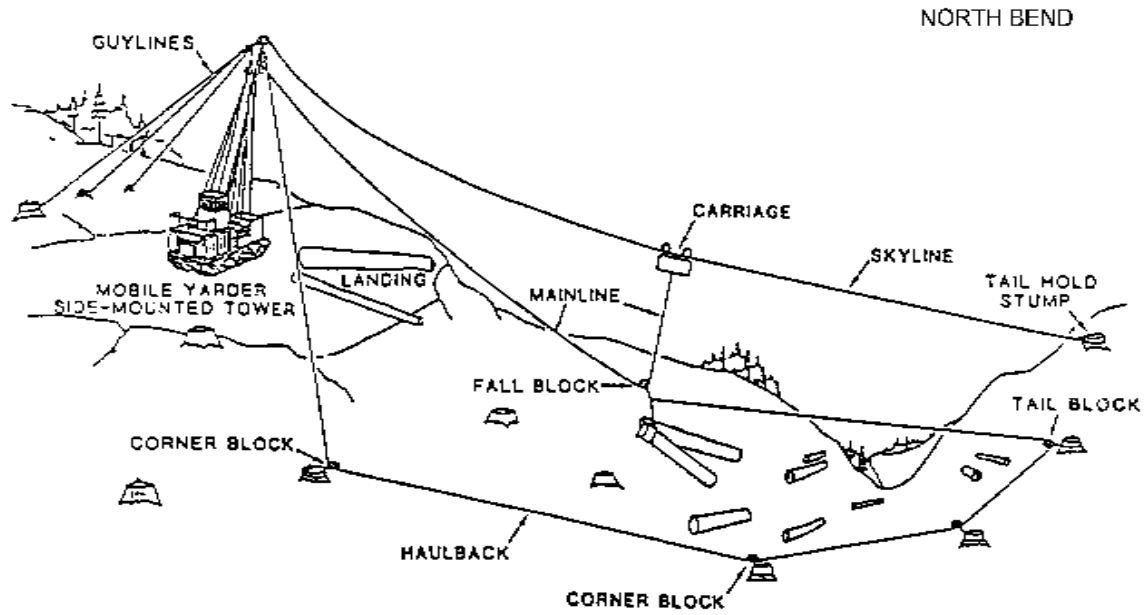 NORTH BEND
GUYLINES
CARRIAGE
SKYLINE
TAIL HOLD
STUMP
LANDING
MAINLINE
MOBILE YARDER
SIDE-MOUNTED TOWER
FALL BLOCK
TAIL BLOCK
CORNER BLOCK
HAULBACK
CORNER BLOCK